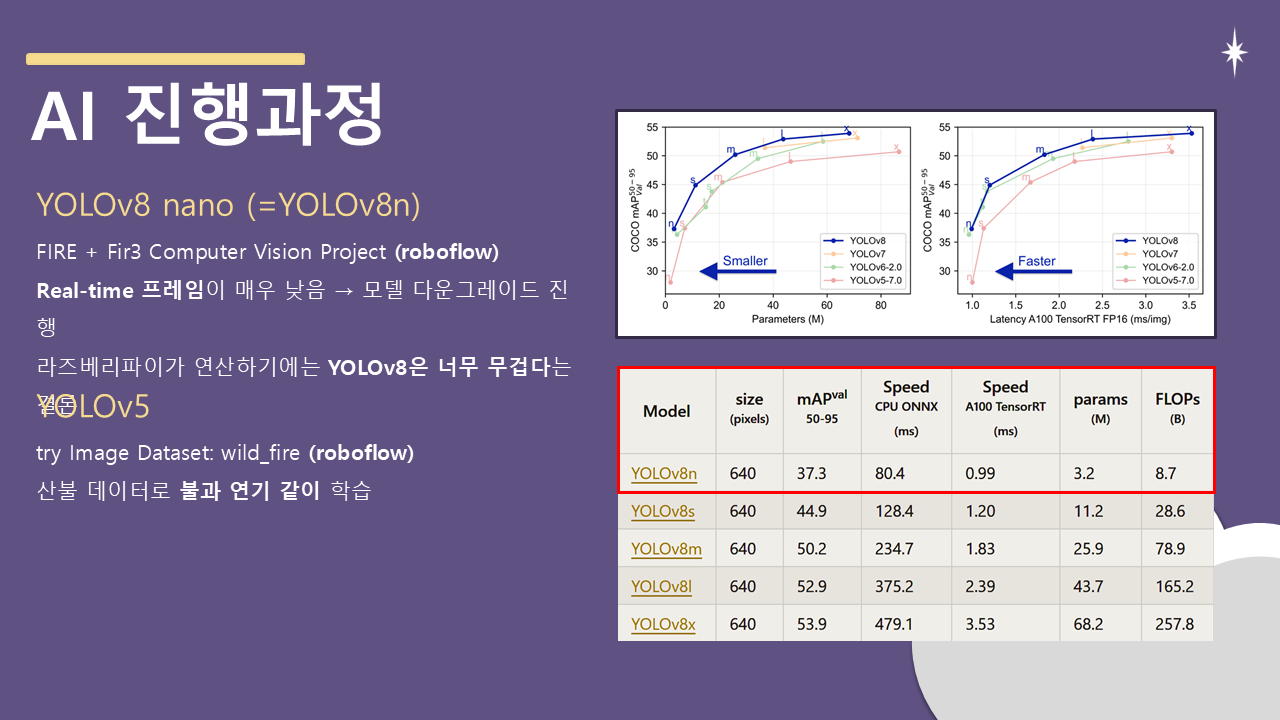 AI 진행과정
YOLOv8 nano (=YOLOv8n)
FIRE + Fir3 Computer Vision Project (roboflow)
Real-time 프레임이 매우 낮음 → 모델 다운그레이드 진
행
라즈베리파이가 연산하기에는 YOLOv8은 너무 무겁다는
결론
YOLOv5
try Image Dataset: wild_fire (roboflow)
산불 데이터로 불과 연기 같이 학습
55
50
45
40
35
30
COCO mAP50−95 val
n s m l x
Smaller
YOLOv8
YOLOv7
YOLOv6-2.0
YOLOv5-7.0
0 20 40 60 80
Parameters (M)
55
50
45
40
35
30
COCO mAP50−95 val
n s m l x
Faster
YOLOv8
YOLOv7
YOLOv6-2.0
YOLOv5-7.0
1.0 1.5 2.0 2.5 3.0 3.5
Latency A100 TensorRT FP16 (ms/img)
Model size (pixels) mAPval 50-95 Speed CPU ONNX (ms) Speed A100 TensorRT (ms) params (M) FLOPs (B)
YOLOv8n 640 37.3 80.4 0.99 3.2 8.7
YOLOv8s 640 44.9 128.4 1.20 11.2 28.6
YOLOv8m 640 50.2 234.7 1.83 25.9 78.9
YOLOv8l 640 52.9 375.2 2.39 43.7 165.2
YOLOv8x 640 53.9 479.1 3.53 68.2 257.8